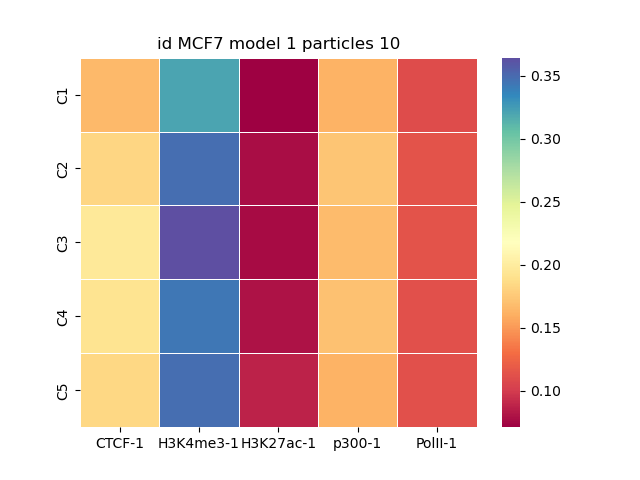 id MCF7 model 1 particles 10
C1
C2
C3
C4
C5
CTCF-1 H3K4me3-1 H3K27ac-1 p300-1 PolII-1
0.35
0.30
0.25
0.20
0.15
0.10